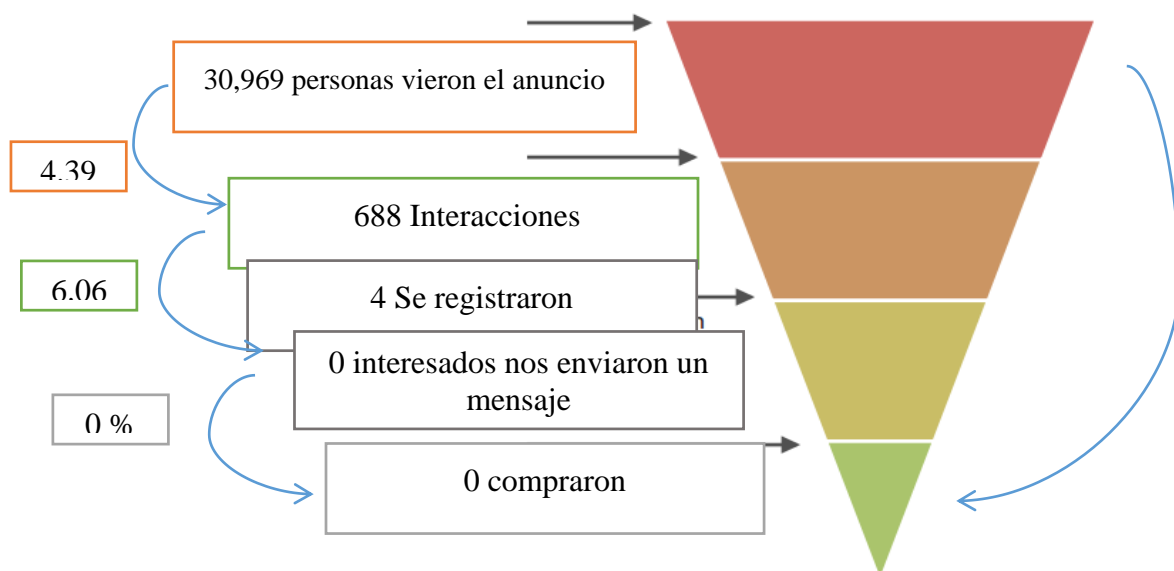 30,969 personas vieron el anuncio
4.39
688 Interacciones
6.06
4 Se registraron
0 interesados nos enviaron un
mensaje
0 %
0 compraron